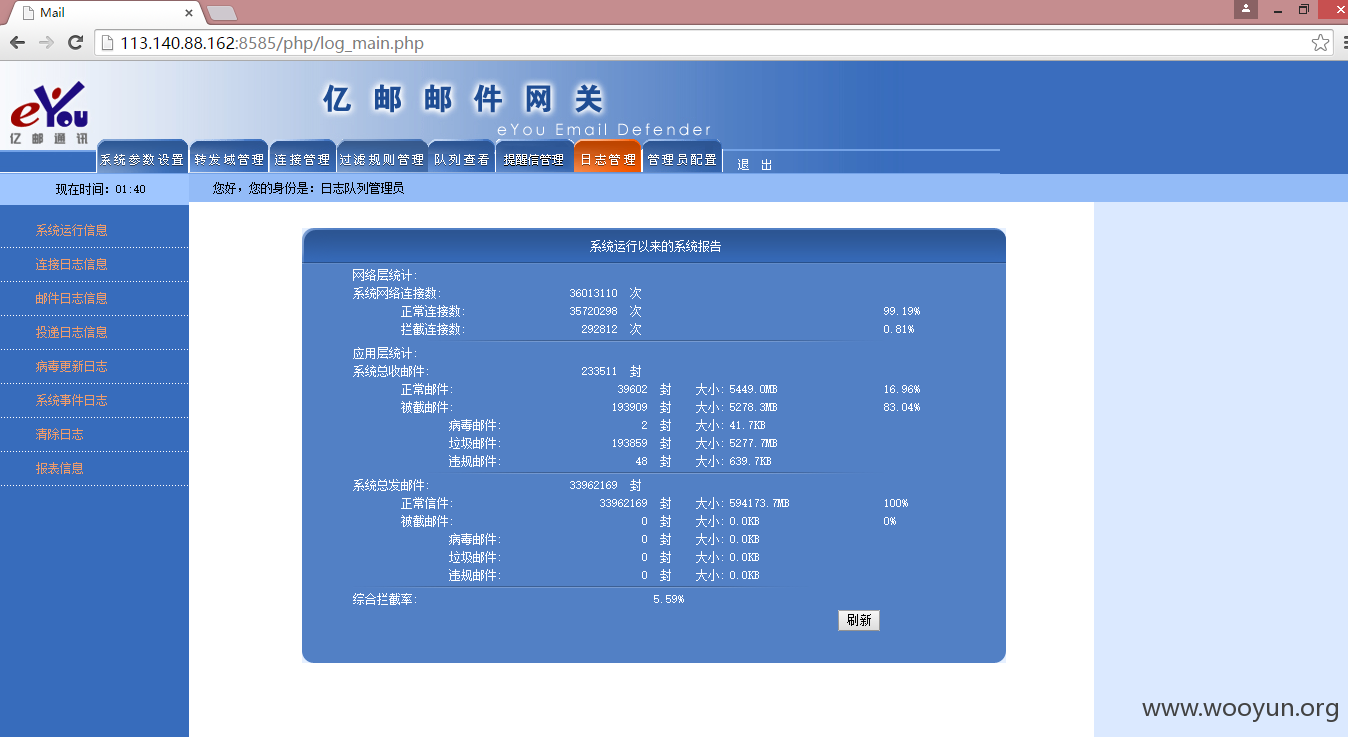 Mail
113.140.88.162:8585/php/log_main.php
eYou
亿邮通讯
亿邮邮件网关
eYou Email Defender
系统参数设置 转发域管理 连接管理 过滤规则管理 队列查看 提醒信管理 日志管理 管理员配置 退 出
现在时间: 01:40 您好，您的身份是: 日志队列管理员
系统运行信息
连接日志信息
邮件日志信息
投递日志信息
病毒更新日志
系统事件日志
清除日志
报表信息
系统运行以来的系统报告
网络层统计:
系统网络连接数: 36013110 次
正常连接数: 35720298 次 99.19%
拦截连接数: 292812 次 0.81%
应用层统计:
系统总收邮件: 233511 封
正常邮件: 39602 封 大小: 5449.0MB 16.96%
被截邮件: 193909 封 大小: 5278.3MB 83.04%
病毒邮件: 2 封 大小: 41.7KB
垃圾邮件: 193859 封 大小: 5277.7MB
违规邮件: 48 封 大小: 639.7KB
系统总发邮件: 33962169 封
正常信件: 33962169 封 大小: 594173.7MB 100%
被截邮件: 0 封 大小: 0.0KB 0%
病毒邮件: 0 封 大小: 0.0KB
垃圾邮件: 0 封 大小: 0.0KB
违规邮件: 0 封 大小: 0.0KB
综合拦截率: 5.59%
刷新
www.wooyun.org